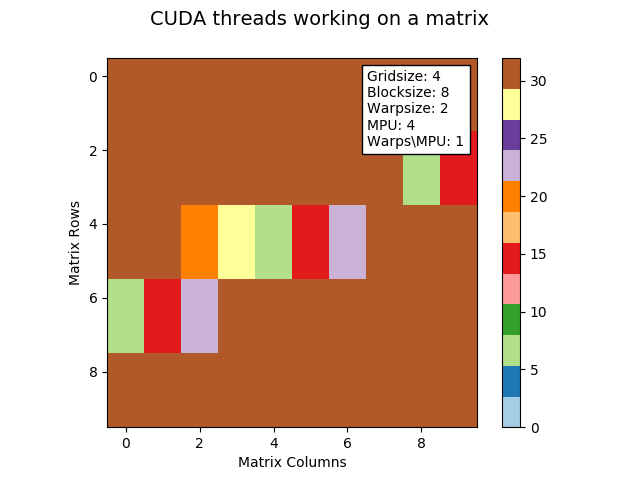 CUDA threads working on a matrix
Gridsize: 4
Blocksize: 8
Warpsize: 2
MPU: 4
Warps\MPU: 1
Matrix Rows
0
2
4
6
8
0 2 4 6 8
Matrix Columns
30
25
20
15
10
5
0